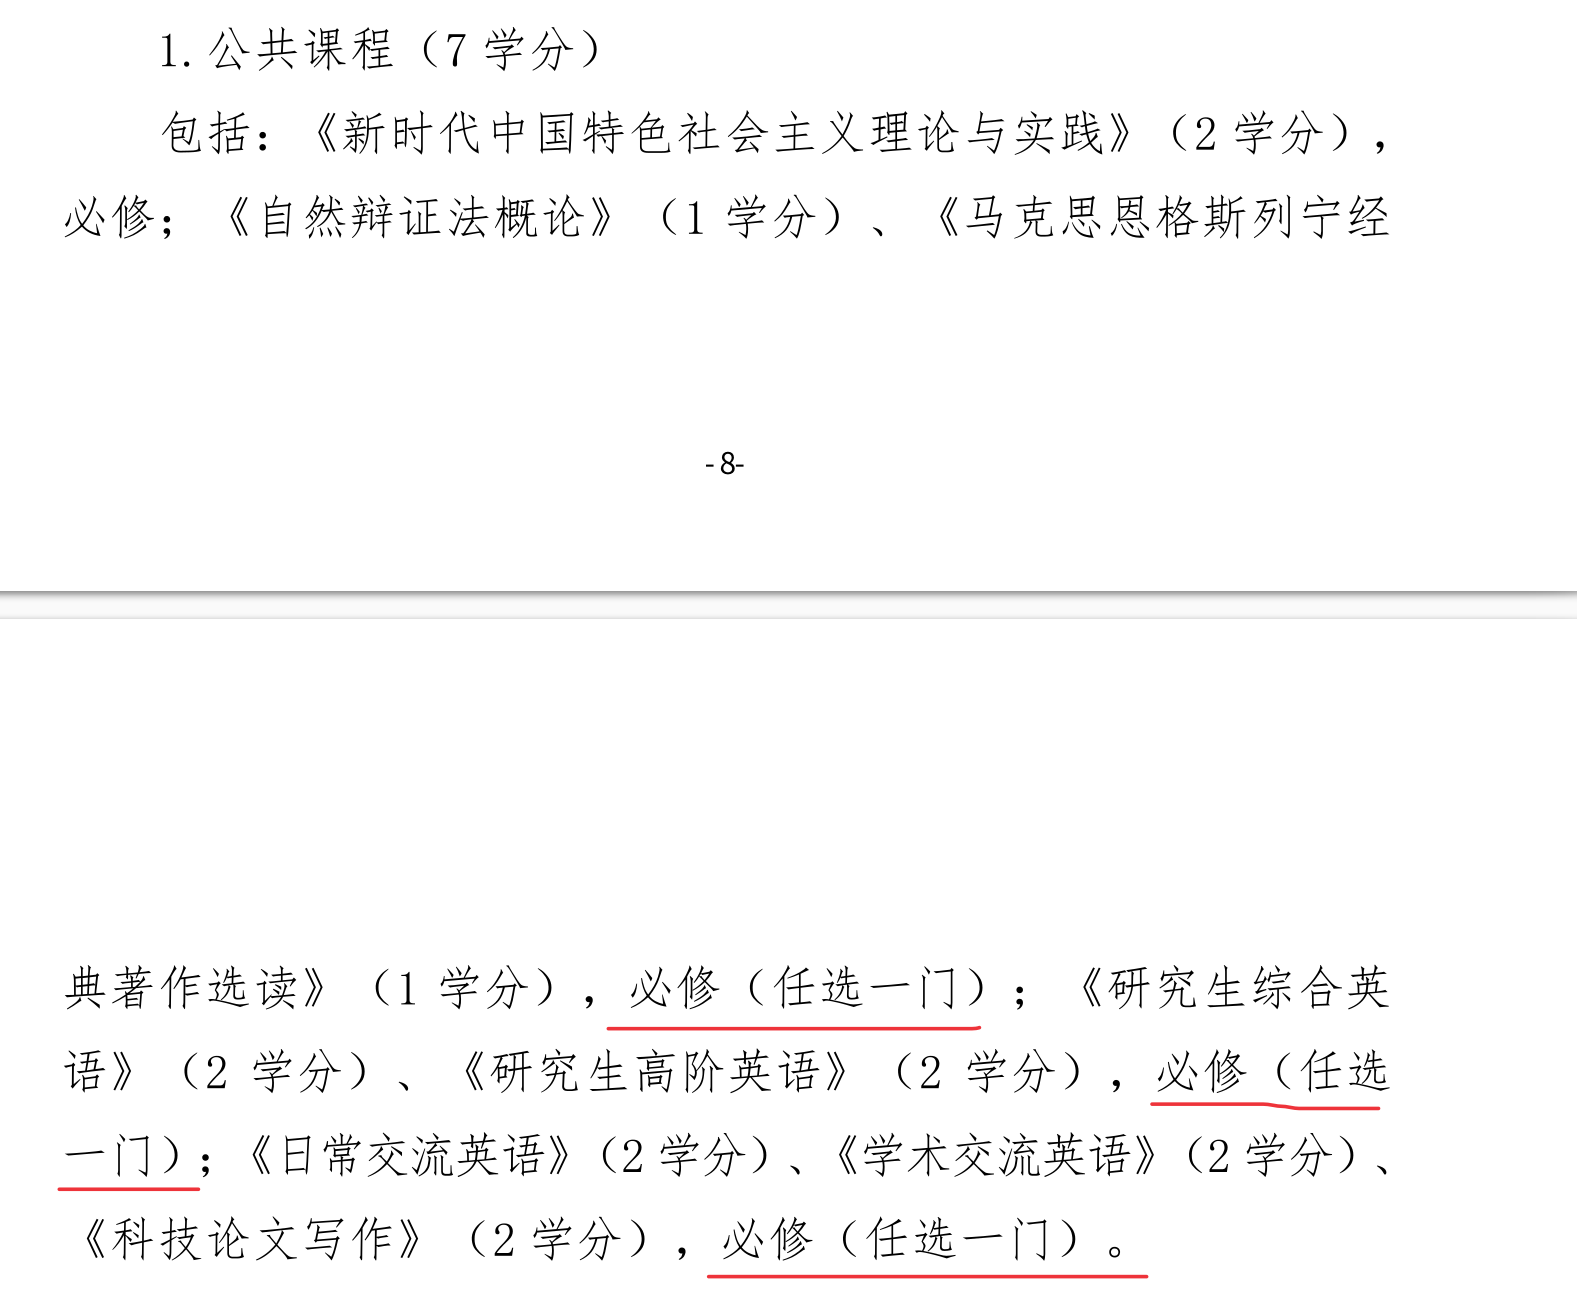 1.公共课程（7 学分）
包括：《新时代中国特色社会主义理论与实践》（2 学分），
必修；《自然辩证法概论》（1 学分）、《马克思恩格斯列宁经
-8-
典著作选读》（1 学分），必修（任选一门）；《研究生综合英
语》（2 学分）、《研究生高阶英语》（2 学分），必修（任选
一门）；《日常交流英语》（2 学分）、《学术交流英语》（2 学分）、
《科技论文写作》（2 学分），必修（任选一门）。